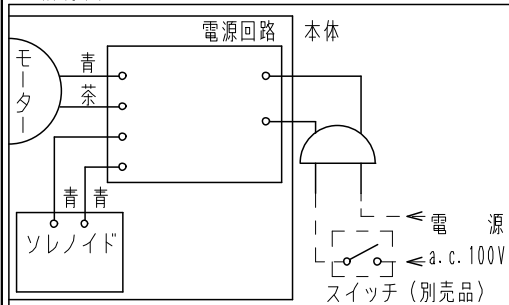 電源回路 本体
モーター
青
茶
青 青
ソレノイド
電 源
a.c.100V
スイッチ(別売品)